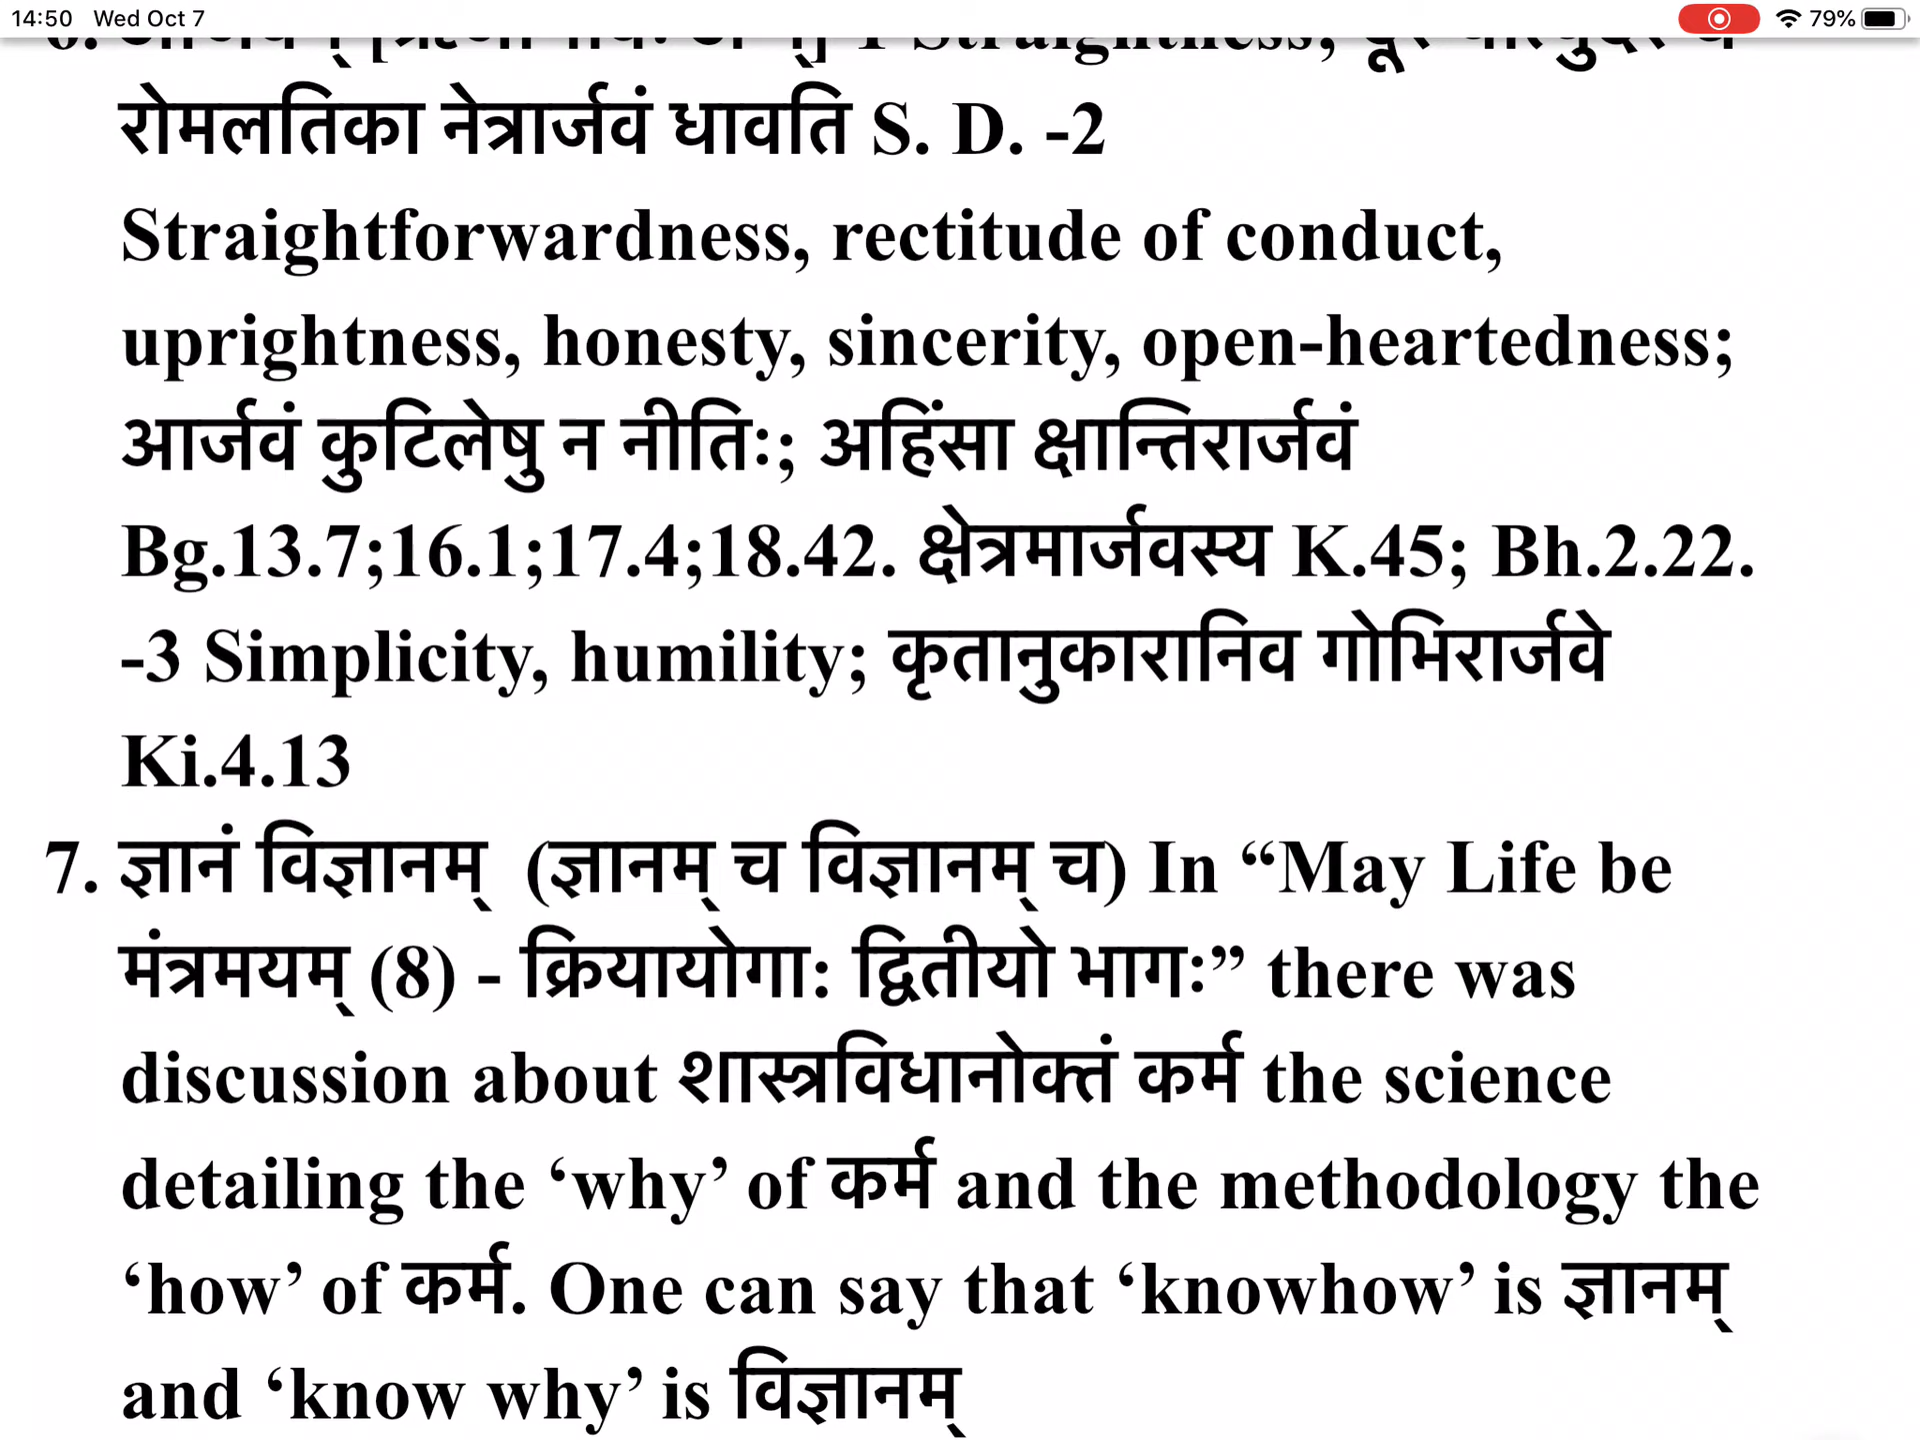 14:50 Wed Oct 7 79%
Straightness;
रोमलतिका नेत्रार्जवं धावति S. D. -2
Straightforwardness, rectitude of conduct,
uprightness, honesty, sincerity, open-heartedness;
आर्जवं कुटिलेषु न नीतिः; अहिंसा क्षान्तिरार्जवं
Bg.13.7;16.1;17.4;18.42. क्षेत्रमार्जवस्य K.45; Bh.2.22.
-3 Simplicity, humility; कृतानुकारानिव गोभिरार्जवे
Ki.4.13
7. ज्ञानं विज्ञानम् (ज्ञानम् च विज्ञानम् च) In “May Life be
मंत्रमयम् (8) - क्रियायोगाः द्वितीयो भागः” there was
discussion about शास्त्रविधानोक्तं कर्म the science
detailing the ‘why’ of कर्म and the methodology the
‘how’ of कर्म. One can say that ‘knowhow’ is ज्ञानम्
and ‘know why’ is विज्ञानम्